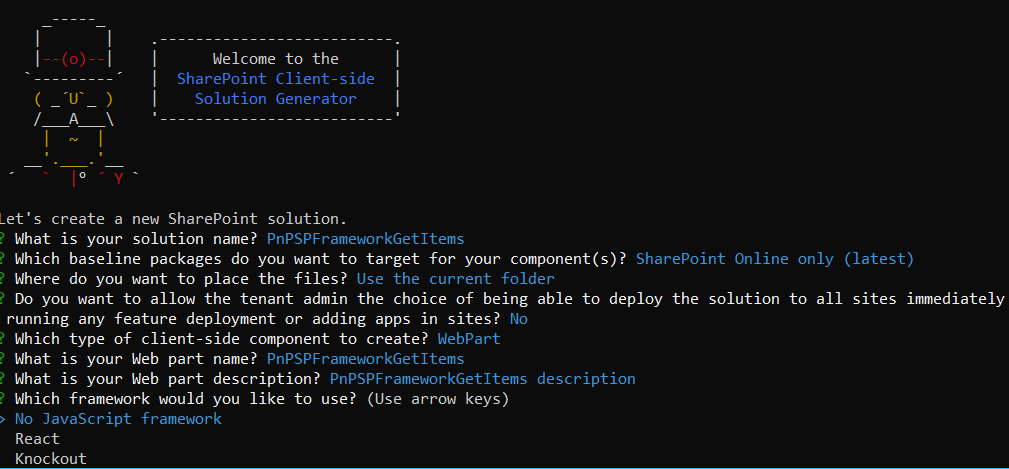 Welcome to the
SharePoint Client-side
Solution Generator
Let's create a new SharePoint solution.
? What is your solution name? PnPSPFrameworkGetItems
? Which baseline packages do you want to target for your component(s)? SharePoint Online only (latest)
? Where do you want to place the files? Use the current folder
? Do you want to allow the tenant admin the choice of being able to deploy the solution to all sites immediately
running any feature deployment or adding apps in sites? No
? Which type of client-side component to create? WebPart
? What is your Web part name? PnPSPFrameworkGetItems
? What is your Web part description? PnPSPFrameworkGetItems description
? Which framework would you like to use? (Use arrow keys)
> No JavaScript framework
React
Knockout